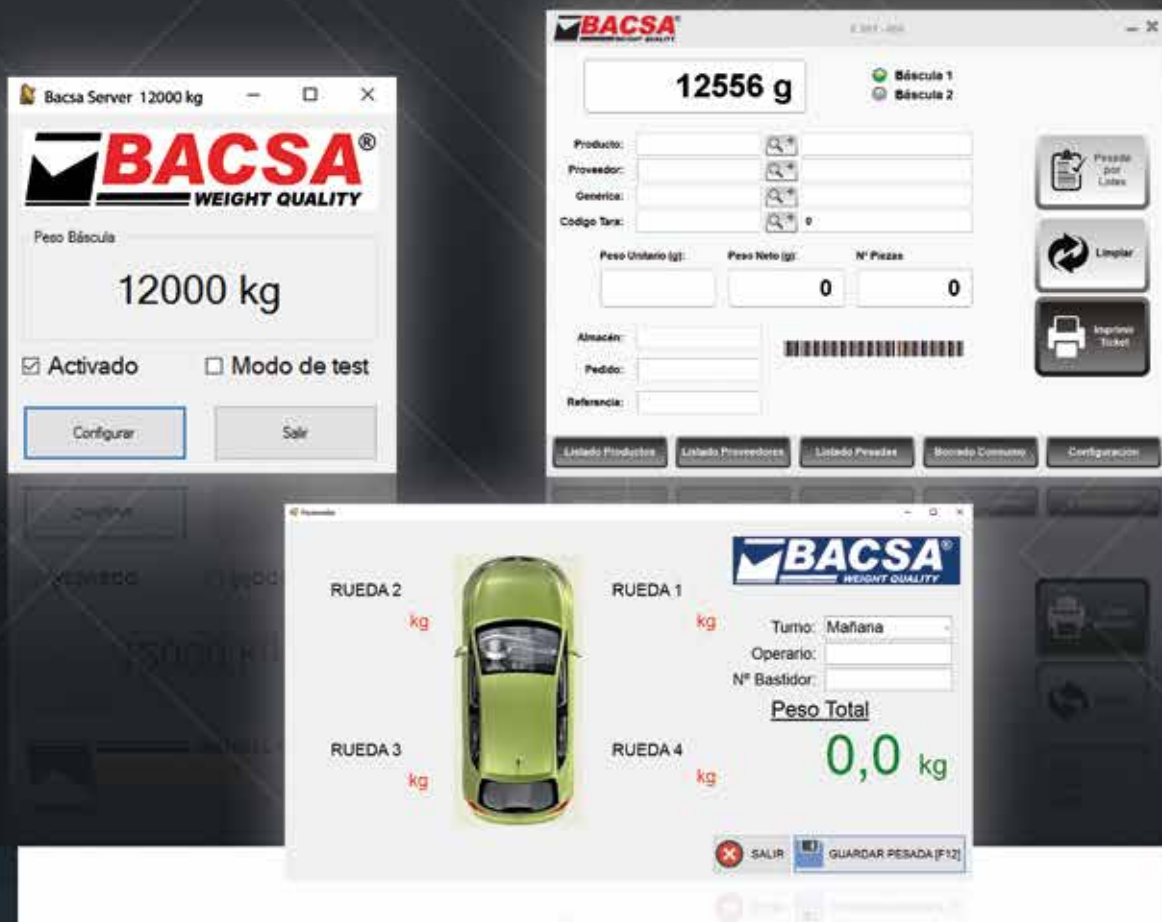 Bacsa Server 12000 kg
BACSA®
WEIGHT QUALITY
Peso Báscula
12000 kg
Activado
Modo de test
Configurar
Salir
BACSA®
WEIGHT QUALITY
12556 g
Báscula 1
Báscula 2
Producto:
Proveedor:
Genérica:
Código Tara:
0
Peso Unitario (g):
Peso Neto (g):
Nº Piezas
0
0
Almacén:
Pedido:
Referencia:
Pesada
por
Lotes
Limpiar
Imprimir
Ticket
Listado Productos
Listado Proveedores
Listado Pesadas
Borrado Consumo
Configuración
BACSA®
WEIGHT QUALITY
RUEDA 2
kg
RUEDA 1
kg
Turno: Mañana
Operario:
Nº Bastidor:
Peso Total
0,0 kg
RUEDA 3
kg
RUEDA 4
kg
SALIR
GUARDAR PESADA [F12]